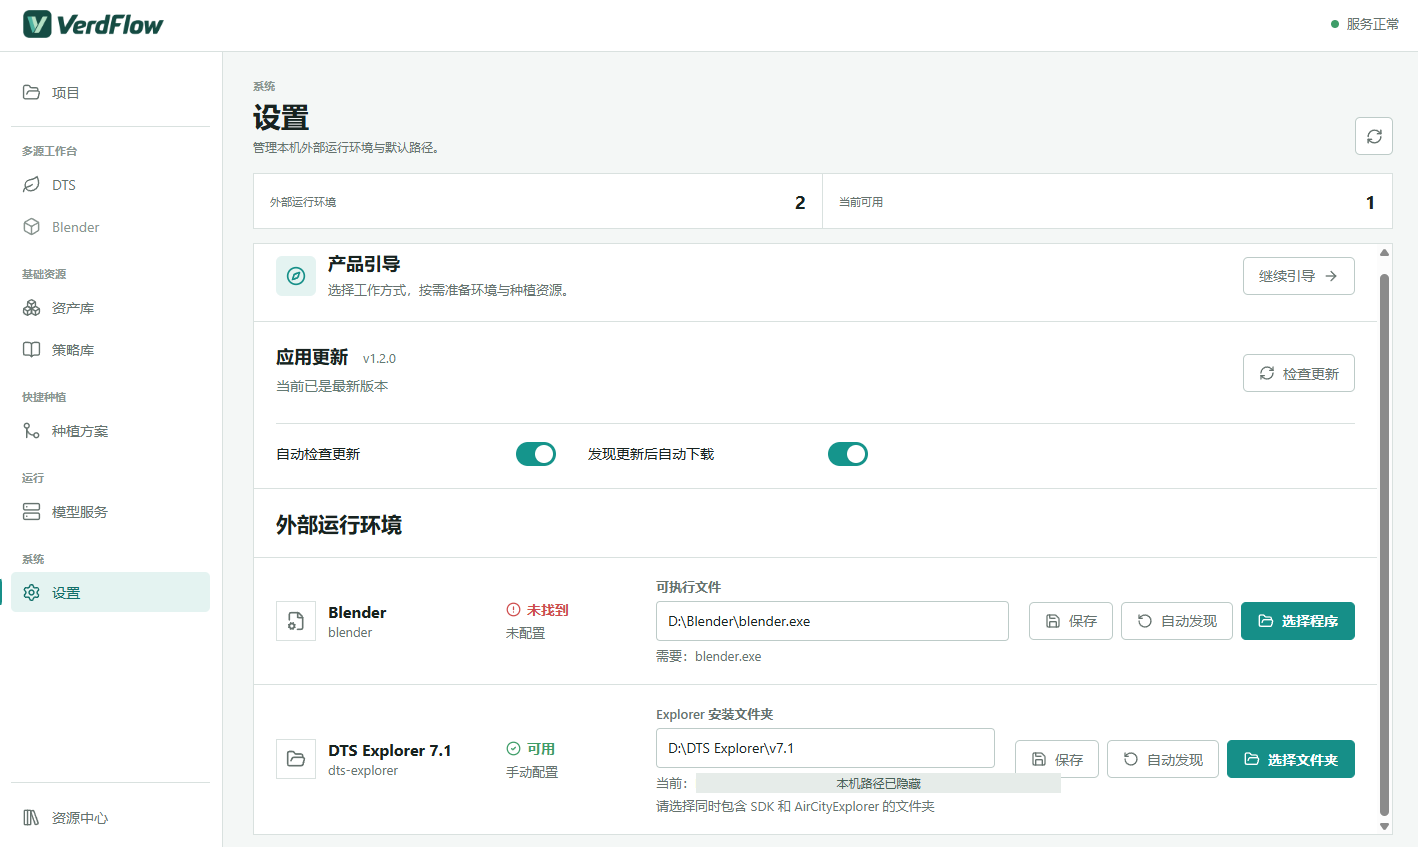 VerdFlow
服务正常
项目
多源工作台
DTS
Blender
基础资源
资产库
策略库
快捷种植
种植方案
运行
模型服务
系统
设置
资源中心
系统
设置
管理本机外部运行环境与默认路径。
外部运行环境 2
当前可用 1
产品引导
选择工作方式，按需准备环境与种植资源。
继续引导
应用更新 v1.2.0
当前已是最新版本
检查更新
自动检查更新
发现更新后自动下载
外部运行环境
Blender
blender
未找到
未配置
可执行文件
D:\Blender\blender.exe
需要：blender.exe
保存
自动发现
选择程序
DTS Explorer 7.1
dts-explorer
可用
手动配置
Explorer 安装文件夹
D:\DTS Explorer\v7.1
当前：本机路径已隐藏
请选择同时包含 SDK 和 AirCityExplorer 的文件夹
保存
自动发现
选择文件夹